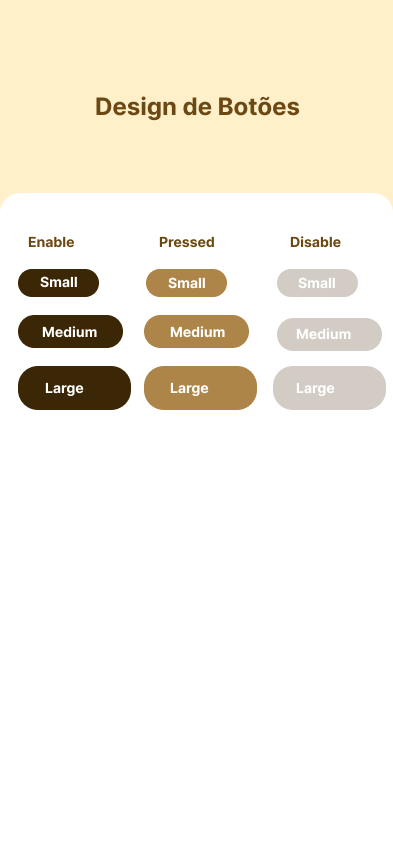 Design de Botões
Enable Pressed Disable
Small Small Small
Medium Medium Medium
Large Large Large